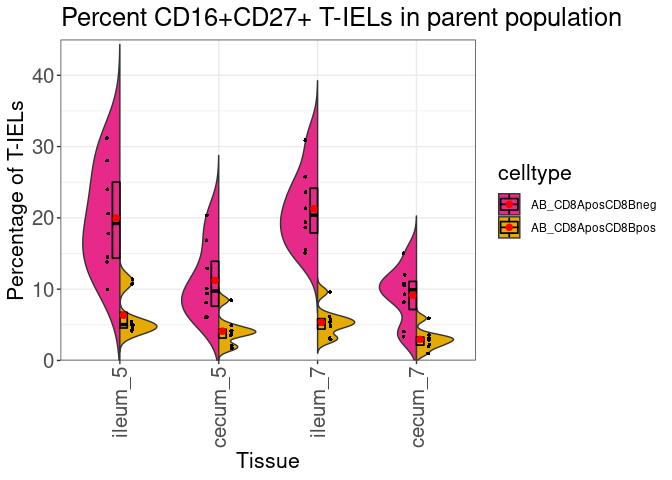 Percent CD16+CD27+ T-IELs in parent population
Percentage of T-IELs
40
30
20
10
0
ileum_5
cecum_5
ileum_7
cecum_7
Tissue
celltype
AB_CD8AposCD8Bneg
AB_CD8AposCD8Bpos